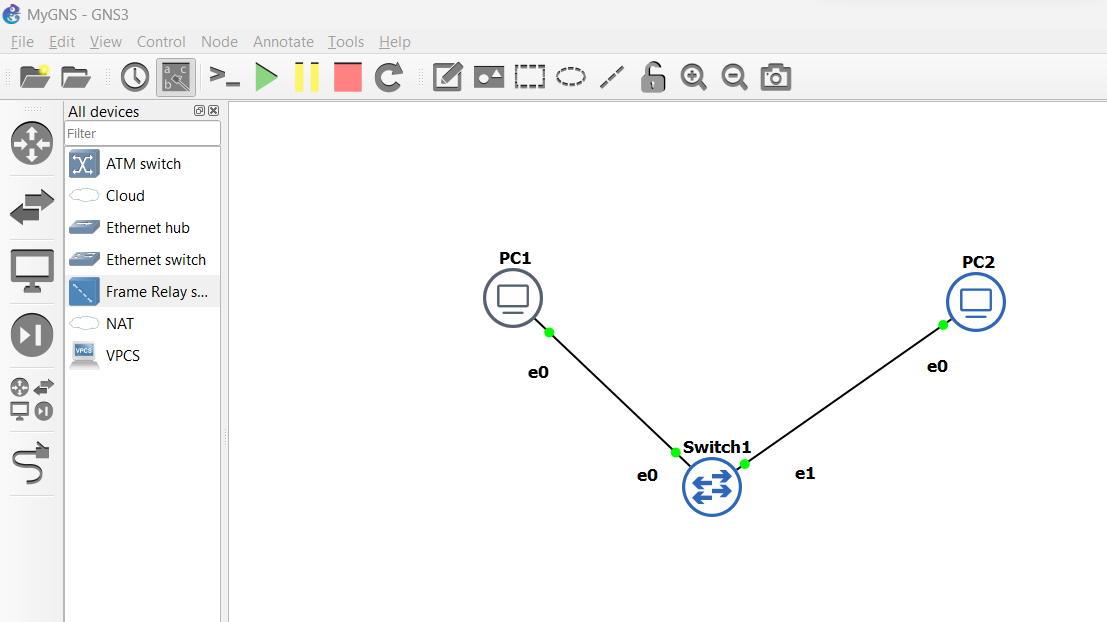 MyGNS - GNS3
File Edit View Control Node Annotate Tools Help
a c
b
All devices
Filter
ATM switch
Cloud
Ethernet hub
Ethernet switch
Frame Relay s...
NAT
VPCS
VPCS
PC1
PC2
e0
e0
Switch1
e0
e1